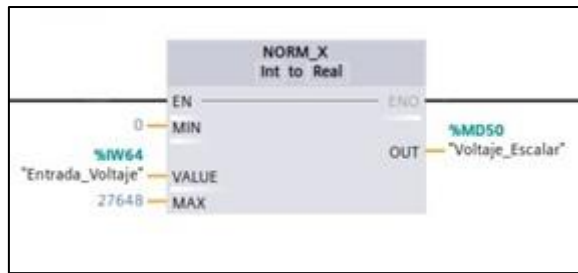 NORM_X
Int to Real
EN
ENO
0
MIN
%IW64
"Entrada_Voltaje"
VALUE
27648
MAX
%MD50
OUT
"Voltaje_Escalar"